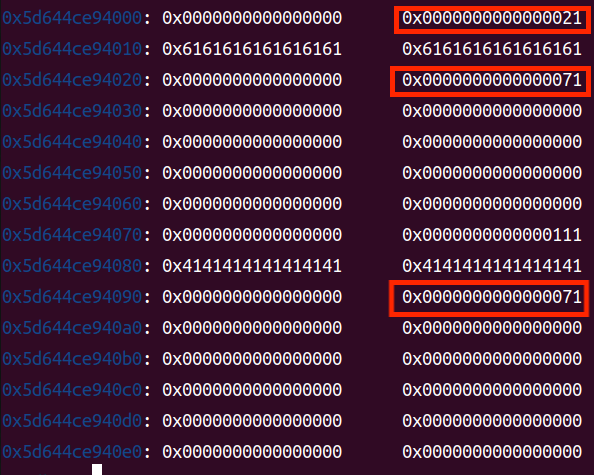 0x5d644ce94000: 0x0000000000000000 0x0000000000000021
0x5d644ce94010: 0x6161616161616161 0x6161616161616161
0x5d644ce94020: 0x0000000000000000 0x0000000000000071
0x5d644ce94030: 0x0000000000000000 0x0000000000000000
0x5d644ce94040: 0x0000000000000000 0x0000000000000000
0x5d644ce94050: 0x0000000000000000 0x0000000000000000
0x5d644ce94060: 0x0000000000000000 0x0000000000000000
0x5d644ce94070: 0x0000000000000000 0x0000000000000111
0x5d644ce94080: 0x4141414141414141 0x4141414141414141
0x5d644ce94090: 0x0000000000000000 0x0000000000000071
0x5d644ce940a0: 0x0000000000000000 0x0000000000000000
0x5d644ce940b0: 0x0000000000000000 0x0000000000000000
0x5d644ce940c0: 0x0000000000000000 0x0000000000000000
0x5d644ce940d0: 0x0000000000000000 0x0000000000000000
0x5d644ce940e0: 0x0000000000000000 0x0000000000000000